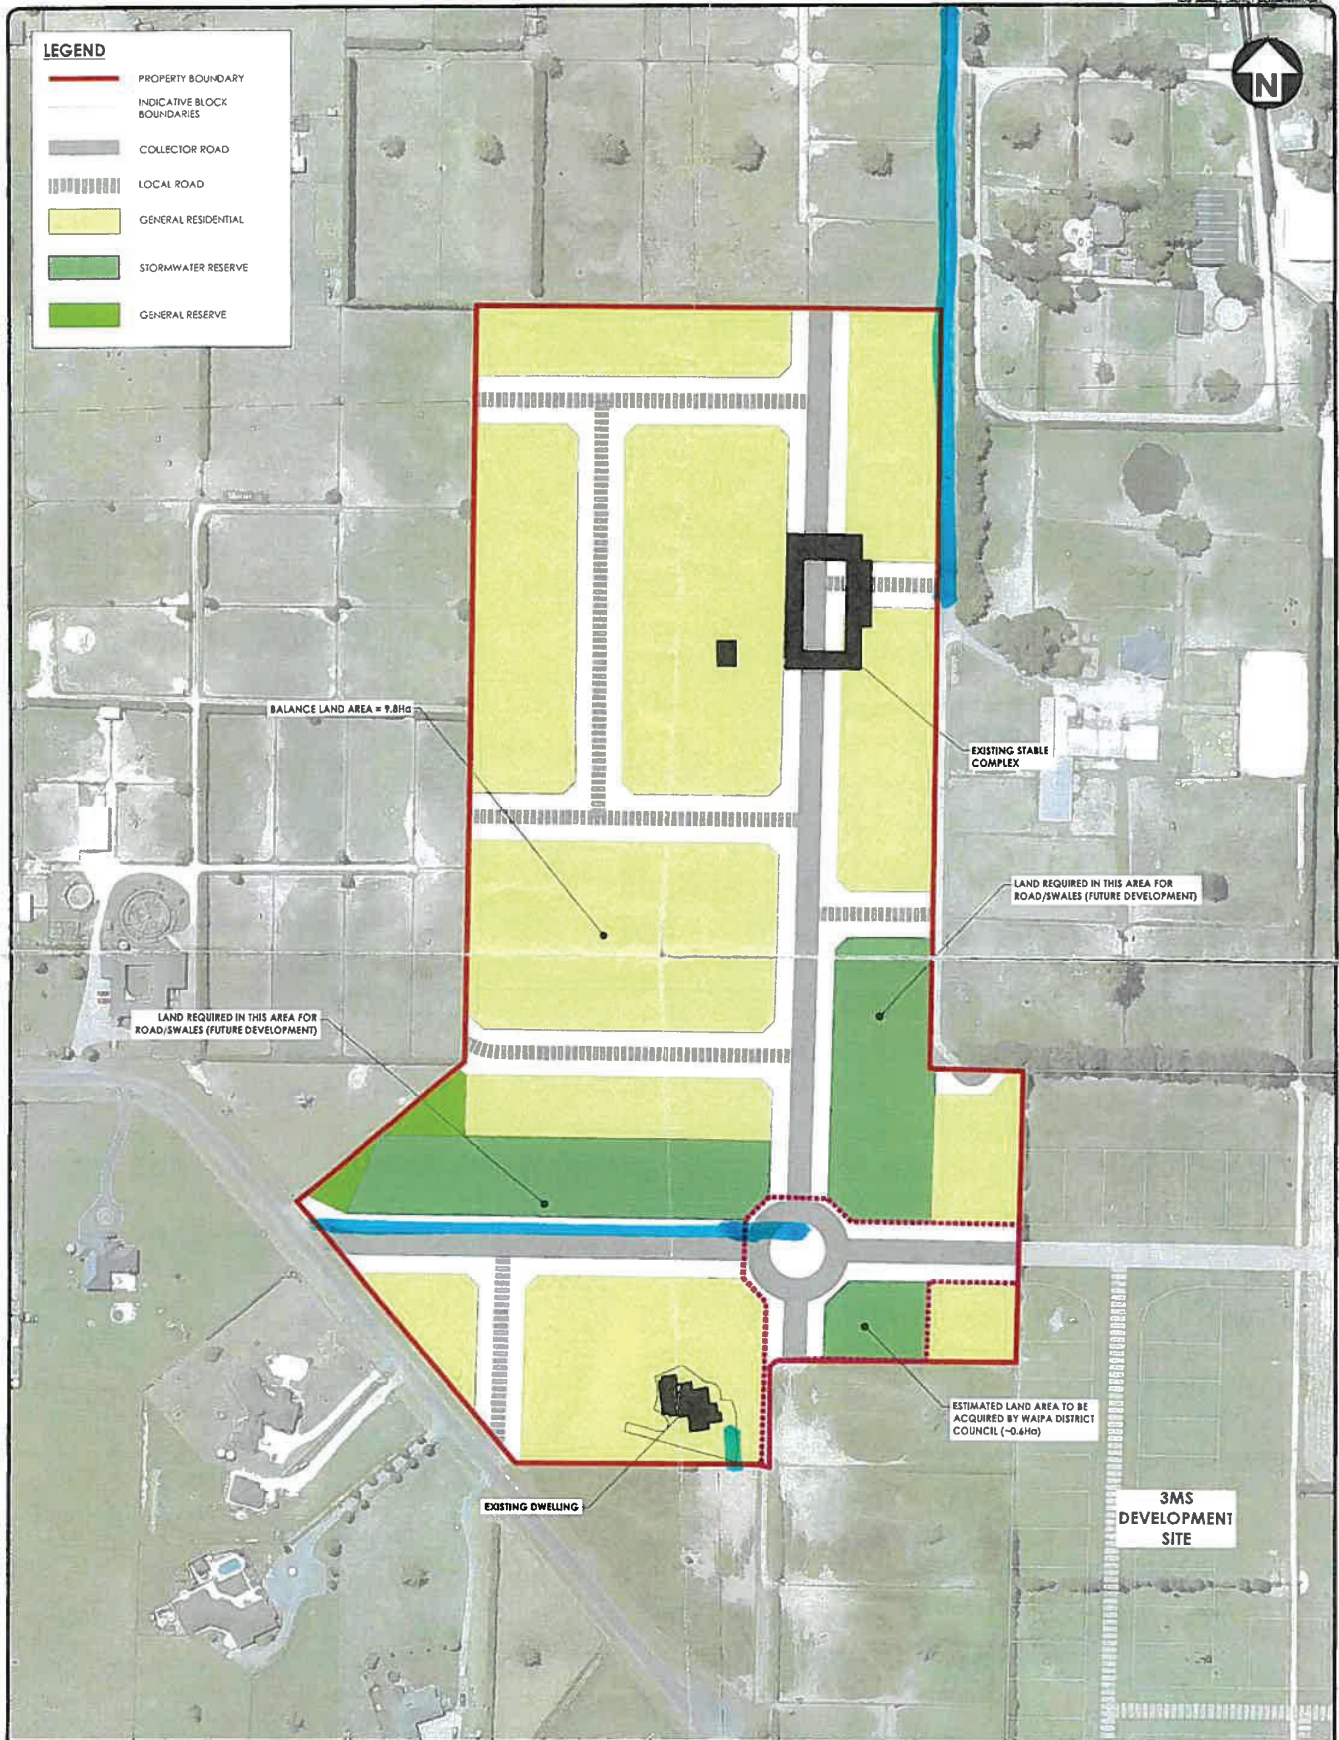 LEGEND
PROPERTY BOUNDARY
INDICATIVE BLOCK
BOUNDARIES
COLLECTOR ROAD
LOCAL ROAD
GENERAL RESIDENTIAL
STORMWATER RESERVE
GENERAL RESERVE
N
BALANCE LAND AREA = 9.8Ha
EXISTING STABLE
COMPLEX
LAND REQUIRED IN THIS AREA FOR
ROAD/SWALES (FUTURE DEVELOPMENT)
LAND REQUIRED IN THIS AREA FOR
ROAD/SWALES (FUTURE DEVELOPMENT)
ESTIMATED LAND AREA TO BE
ACQUIRED BY WAIPA DISTRICT
COUNCIL (~0.6Ha)
EXISTING DWELLING
3MS
DEVELOPMENT
SITE